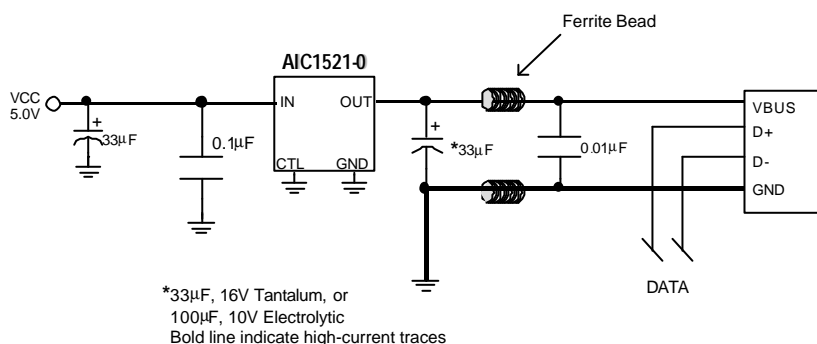 Ferrite Bead
AIC1521-0
VCC
5.0V
IN
OUT
VBUS
+
33µF
0.1µF
CTL
GND
+
*33µF
0.01µF
D+
D-
GND
DATA
*33µF, 16V Tantalum, or
100µF, 10V Electrolytic
Bold line indicate high-current traces